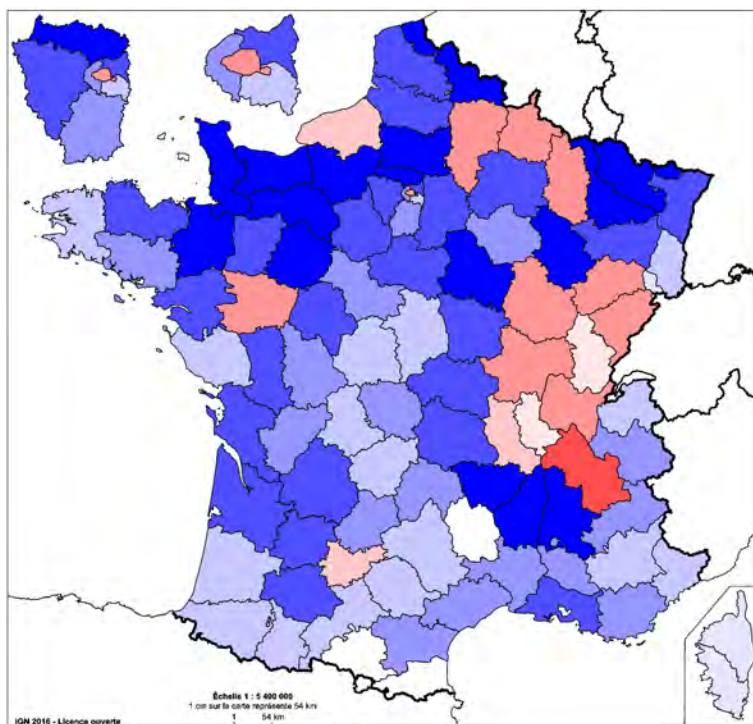 Échelle 1 : 5 400 000
1 cm sur la carte représente 54 km
1 54 km
IGN 2016 - Licence ouverte